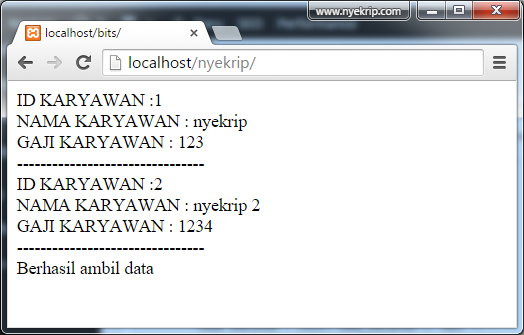 www.nyekrip.com
localhost/bits/
localhost/nyekrip/
ID KARYAWAN :1
NAMA KARYAWAN : nyekrip
GAJI KARYAWAN : 123
--------------------------------
ID KARYAWAN :2
NAMA KARYAWAN : nyekrip 2
GAJI KARYAWAN : 1234
--------------------------------
Berhasil ambil data